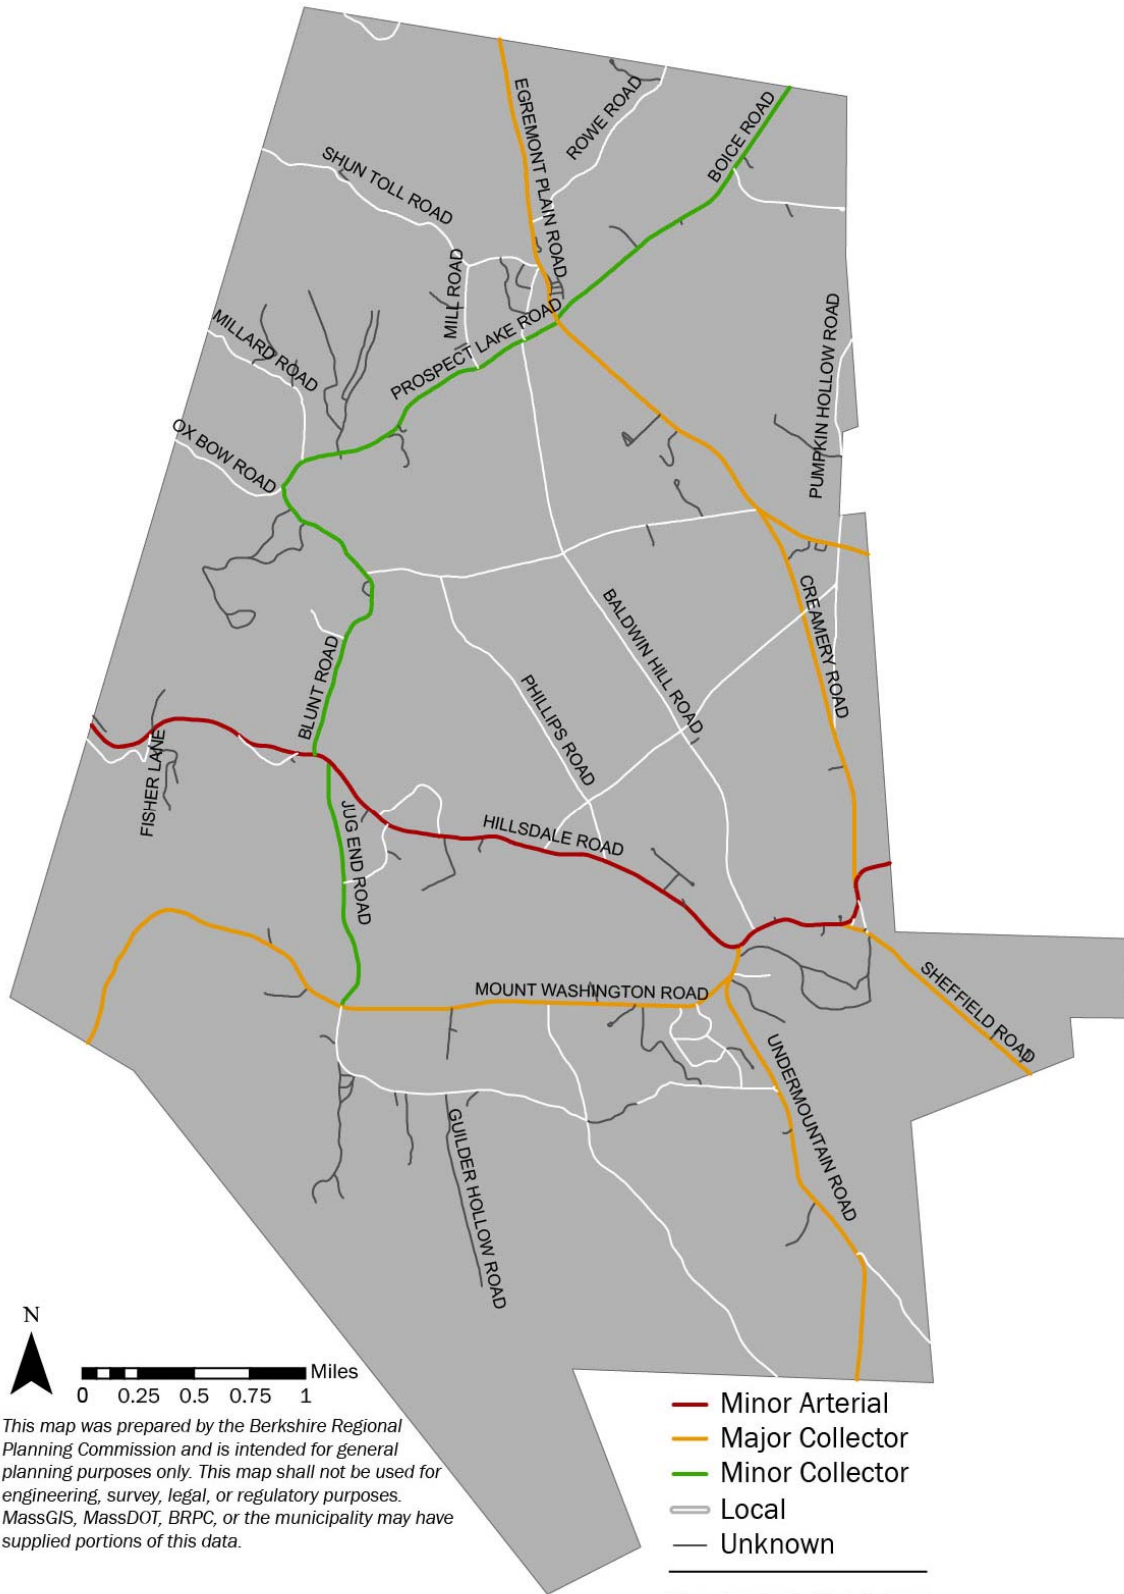 EGREMONT PLAIN ROAD
ROWE ROAD
BOICE ROAD
SHUN TOLL ROAD
MILL ROAD
PROSPECT LAKE ROAD
MILLARD ROAD
PUMPKIN HOLLOW ROAD
OX BOW ROAD
BALDWIN HILL ROAD
CREAMERY ROAD
BLUNT ROAD
PHILLIPS ROAD
FISHER LANE
JUG END ROAD
HILLSDALE ROAD
MOUNT WASHINGTON ROAD
SHEFFIELD ROAD
UNDERMOUNTAIN ROAD
GUILDER HOLLOW ROAD
N
Miles
0 0.25 0.5 0.75 1
This map was prepared by the Berkshire Regional
Planning Commission and is intended for general
planning purposes only. This map shall not be used for
engineering, survey, legal, or regulatory purposes.
MassGIS, MassDOT, BRPC, or the municipality may have
supplied portions of this data.
Minor Arterial
Major Collector
Minor Collector
Local
Unknown